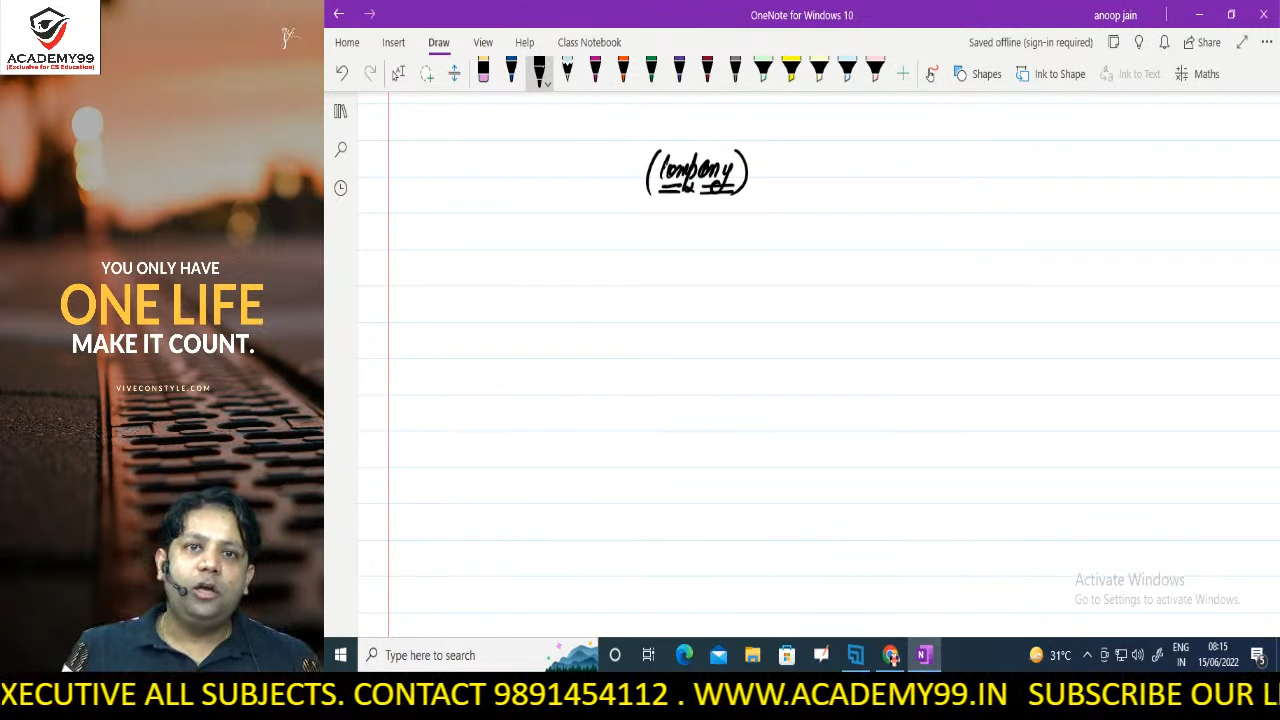 ACADEMY99
(Exclusive for CS Education)
YOU ONLY HAVE
ONE LIFE
MAKE IT COUNT.
VIVECONSTYLE.COM
OneNote for Windows 10
anoop jain
Home Insert Draw View Help Class Notebook
Saved offline (sign-in required) Share
Shapes Ink to Shape Ink to Text Maths
(Company)
Activate Windows
Go to Settings to activate Windows.
Type here to search
31°C ENG IN 08:15 15/06/2022 5
XECUTIVE ALL SUBJECTS. CONTACT 9891454112 . WWW.ACADEMY99.IN SUBSCRIBE OUR L